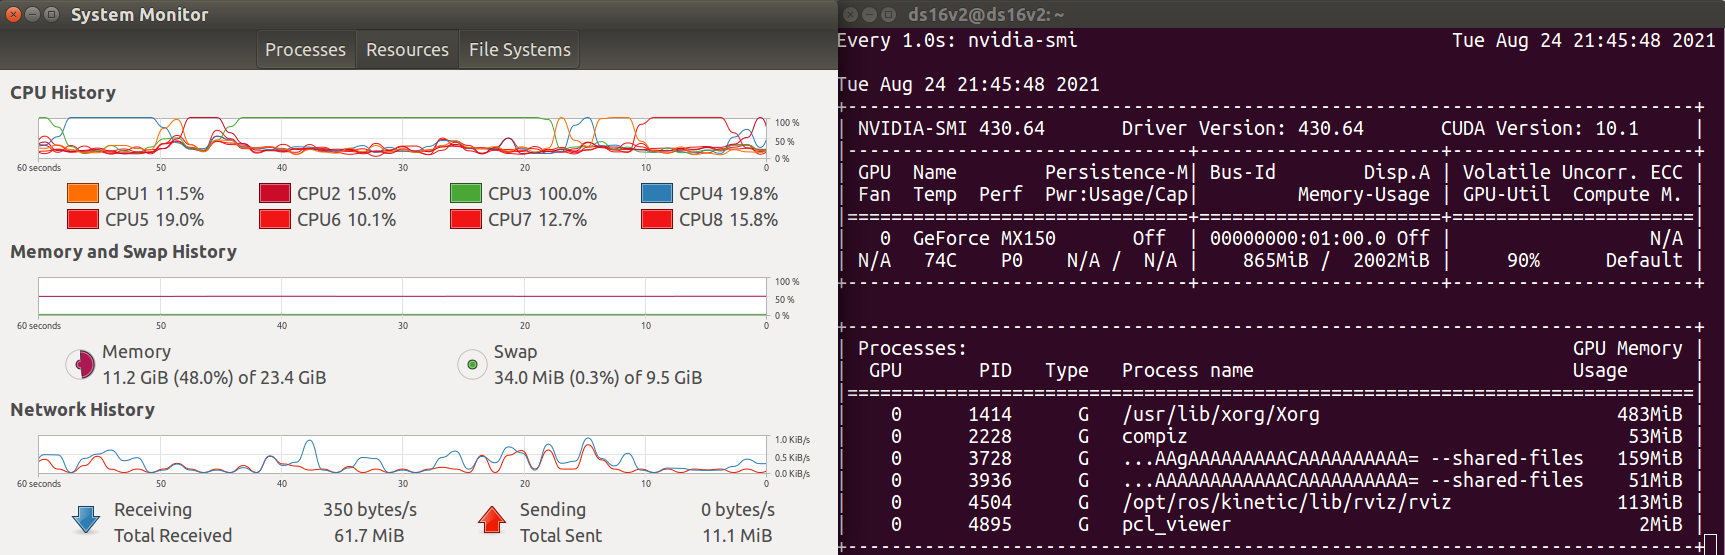 System Monitor
Processes Resources File Systems
CPU History
100 %
50 %
0 %
60 seconds 50 40 30 20 10 0
CPU1 11.5% CPU2 15.0% CPU3 100.0% CPU4 19.8%
CPU5 19.0% CPU6 10.1% CPU7 12.7% CPU8 15.8%
Memory and Swap History
100 %
50 %
0 %
60 seconds 50 40 30 20 10 0
Memory
11.2 GiB (48.0%) of 23.4 GiB
Swap
34.0 MiB (0.3%) of 9.5 GiB
Network History
1.0 KiB/s
0.5 KiB/s
0.0 KiB/s
60 seconds 50 40 30 20 10 0
Receiving 350 bytes/s
Total Received 61.7 MiB
Sending 0 bytes/s
Total Sent 11.1 MiB
ds16v2@ds16v2: ~
Every 1.0s: nvidia-smi Tue Aug 24 21:45:48 2021
Tue Aug 24 21:45:48 2021
+-----------------------------------------------------------------------------+
| NVIDIA-SMI 430.64       Driver Version: 430.64       CUDA Version: 10.1     |
|-------------------------------+----------------------+----------------------+
| GPU  Name        Persistence-M| Bus-Id        Disp.A | Volatile Uncorr. ECC |
| Fan  Temp  Perf  Pwr:Usage/Cap|         Memory-Usage | GPU-Util  Compute M. |
|===============================+======================+======================|
|   0  GeForce MX150       Off  | 00000000:01:00.0 Off |                  N/A |
| N/A   74C    P0    N/A /  N/A |    865MiB /  2002MiB |     90%      Default |
+-------------------------------+----------------------+----------------------+
+-----------------------------------------------------------------------------+
| Processes:                                                       GPU Memory |
|  GPU       PID   Type   Process name                             Usage      |
|=============================================================================|
|    0      1414      G   /usr/lib/xorg/Xorg                           483MiB |
|    0      2228      G   compiz                                        53MiB |
|    0      3728      G   ...AAgAAAAAAAAACAAAAAAAAAA= --shared-files   159MiB |
|    0      3936      G   ...AAAAAAAAAAAACAAAAAAAAAA= --shared-files    51MiB |
|    0      4504      G   /opt/ros/kinetic/lib/rviz/rviz               113MiB |
|    0      4895      G   pcl_viewer                                     2MiB |
+-----------------------------------------------------------------------------+